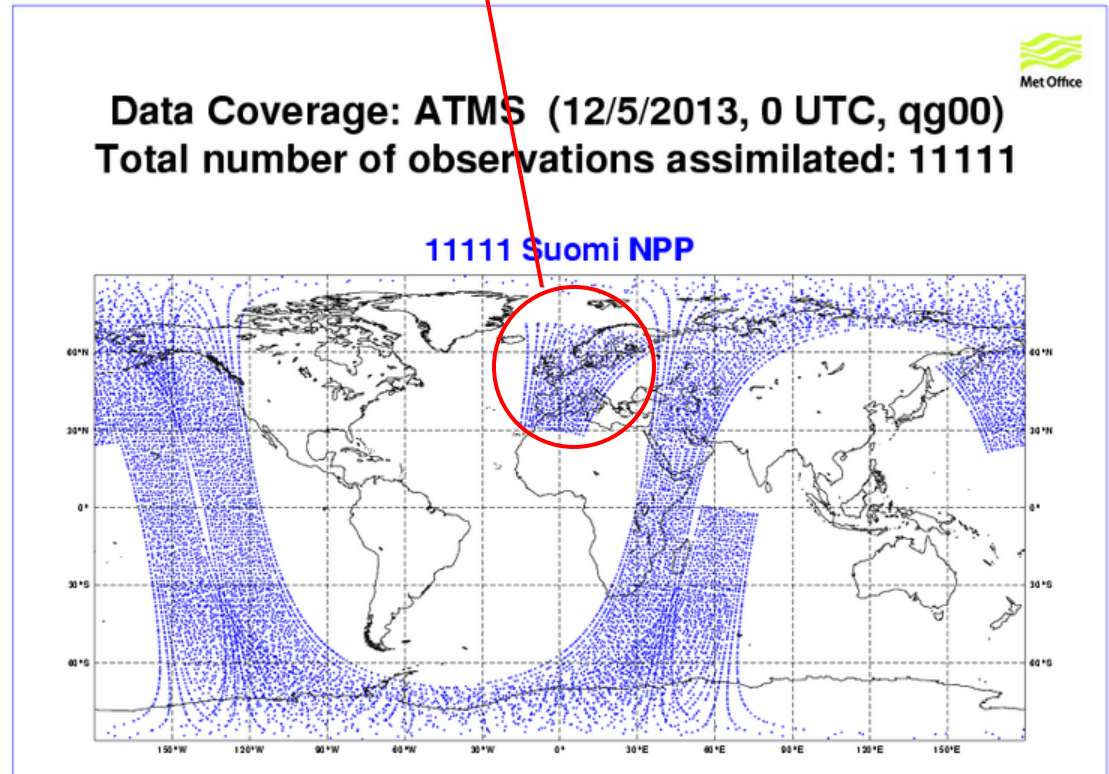 Met Office
Data Coverage: ATMS (12/5/2013, 0 UTC, qg00)
Total number of observations assimilated: 11111
11111 Suomi NPP
60°N 60°N
30°N 30°N
0° 0°
30°S 30°S
60°S 60°S
150°W 120°W 90°W 60°W 30°W 0° 30°E 60°E 90°E 120°E 150°E